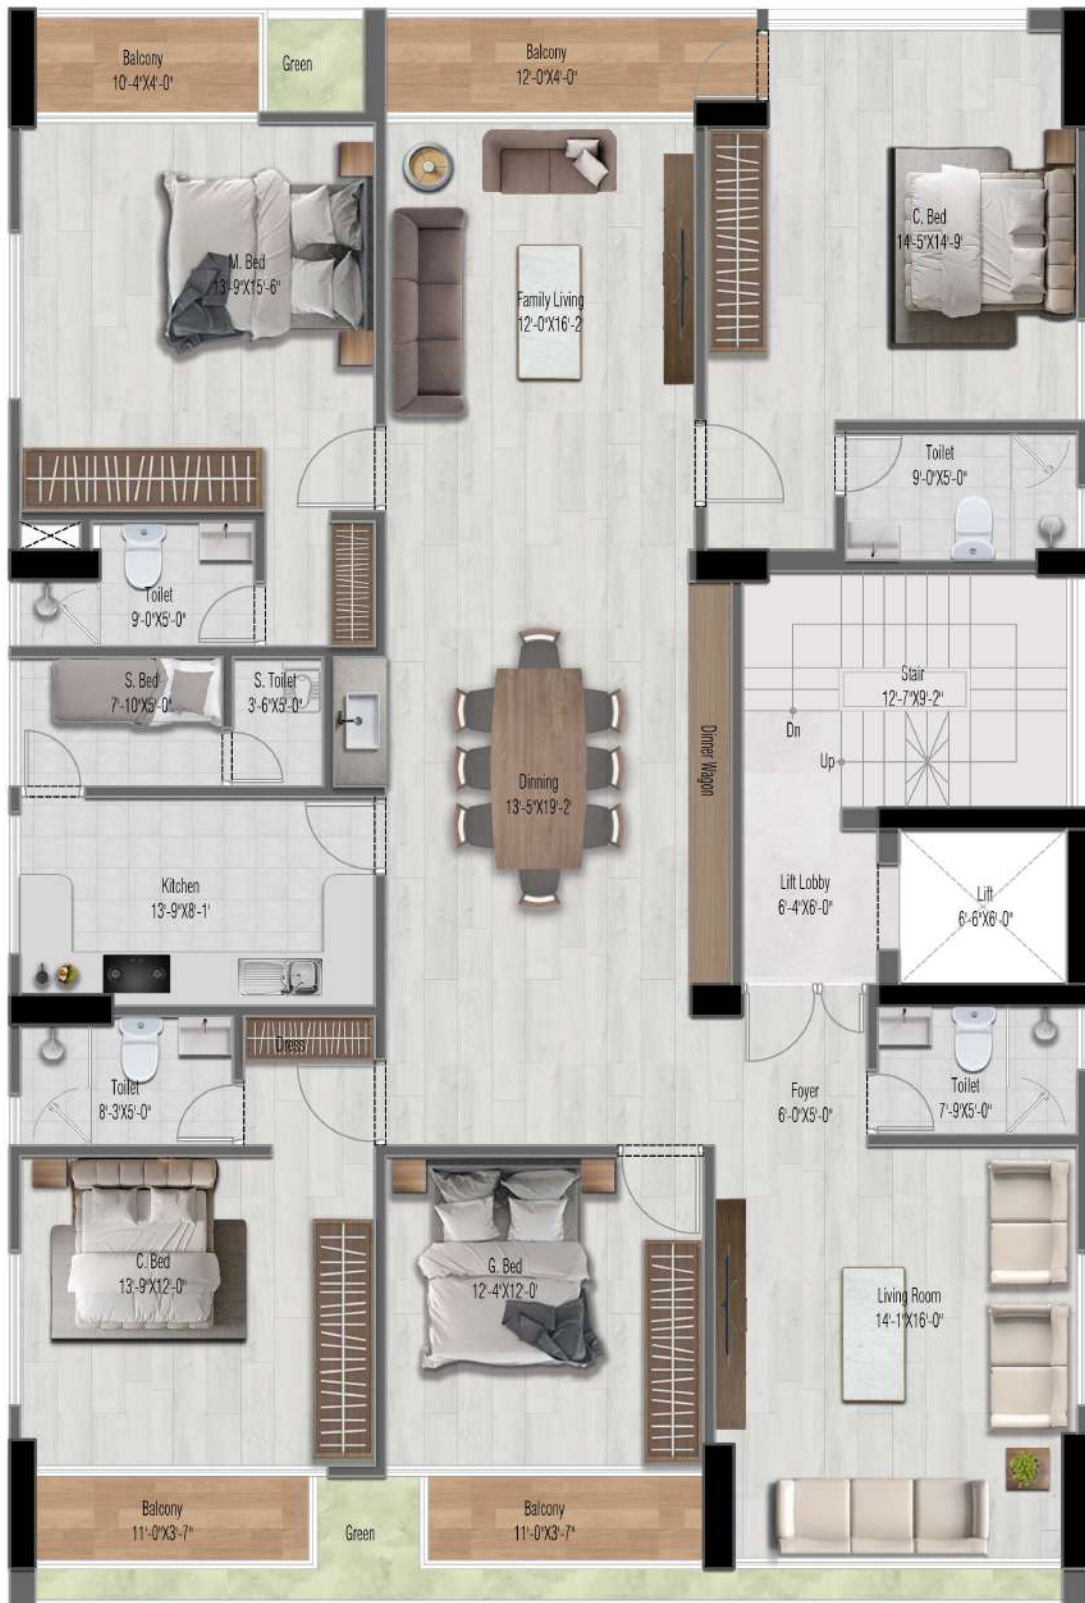 Balcony
10'-4"X4'-0"
Green
Balcony
12'-0"X4'-0"
M. Bed
13'-9"X15'-6"
Family Living
12'-0"X16'-2
C. Bed
14'-5"X14'-9'
Toilet
9'-0"X5'-0"
Toilet
9'-0"X5'-0"
S. Bed
7'-10"X5'-0"
S. Toilet
3'-6"X5'-0"
Stair
12'-7"X9'-2"
Dn
Up
Dinner Wagon
Dinning
13'-5"X19'-2'
Kitchen
13'-9"X8'-1'
Lift Lobby
6'-4"X6'-0"
Lift
6'-6"X6'-0"
Dress
Toilet
8'-3"X5'-0"
Foyer
6'-0"X5'-0"
Toilet
7'-9"X5'-0"
C. Bed
13'-9"X12'-0"
G. Bed
12'-4"X12'-0'
Living Room
14'-1"X16'-0"
Balcony
11'-0"X3'-7"
Green
Balcony
11'-0"X3'-7"